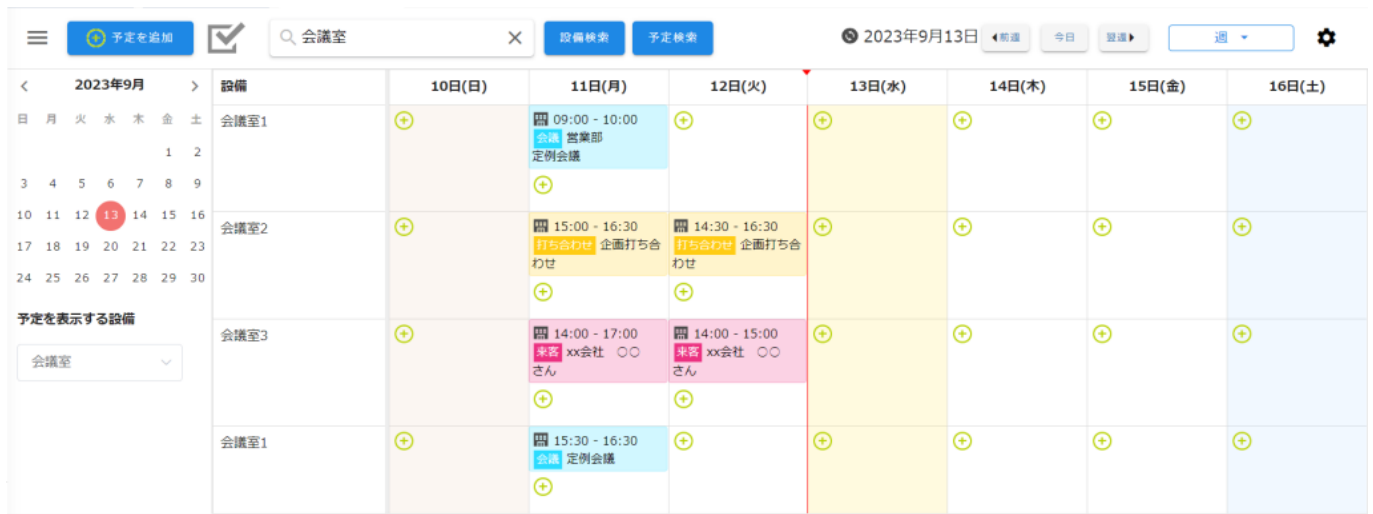 予定を追加 会議室 設備検索 予定検索 2023年9月13日 前週 今日 翌週 週
2023年9月
日 月 火 水 木 金 土
1 2
3 4 5 6 7 8 9
10 11 12 13 14 15 16
17 18 19 20 21 22 23
24 25 26 27 28 29 30
予定を表示する設備
会議室
設備 10日(日) 11日(月) 12日(火) 13日(水) 14日(木) 15日(金) 16日(土)
会議室1
09:00 - 10:00
会議 営業部
定例会議
会議室2
15:00 - 16:30
打ち合わせ 企画打ち合
わせ
14:30 - 16:30
打ち合わせ 企画打ち合
わせ
会議室3
14:00 - 17:00
来客 xx会社 〇〇
さん
14:00 - 15:00
来客 xx会社 〇〇
さん
会議室1
15:30 - 16:30
会議 定例会議